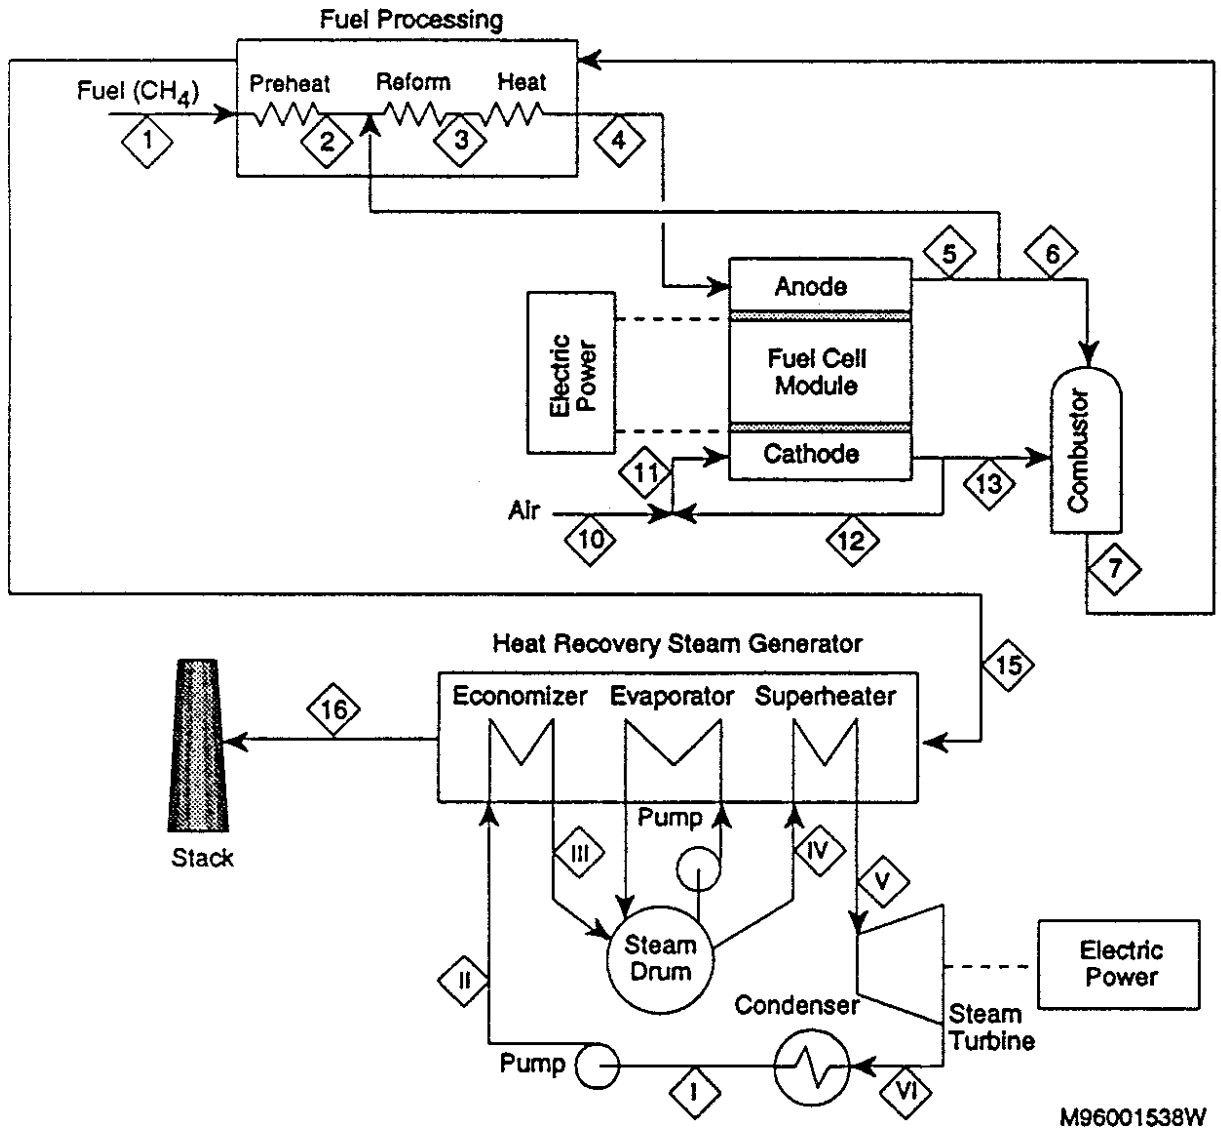 Fuel Processing
Preheat
Reform
Heat
Fuel (CH4)
1
2
3
4
5
6
Anode
Fuel Cell
Module
Cathode
Electric
Power
Combustor
11
13
Air
10
12
7
Heat Recovery Steam Generator
15
Economizer
Evaporator
Superheater
16
Stack
Pump
III
IV
V
Steam
Drum
II
Electric
Power
Condenser
Steam
Turbine
Pump
I
VI
M96001538W